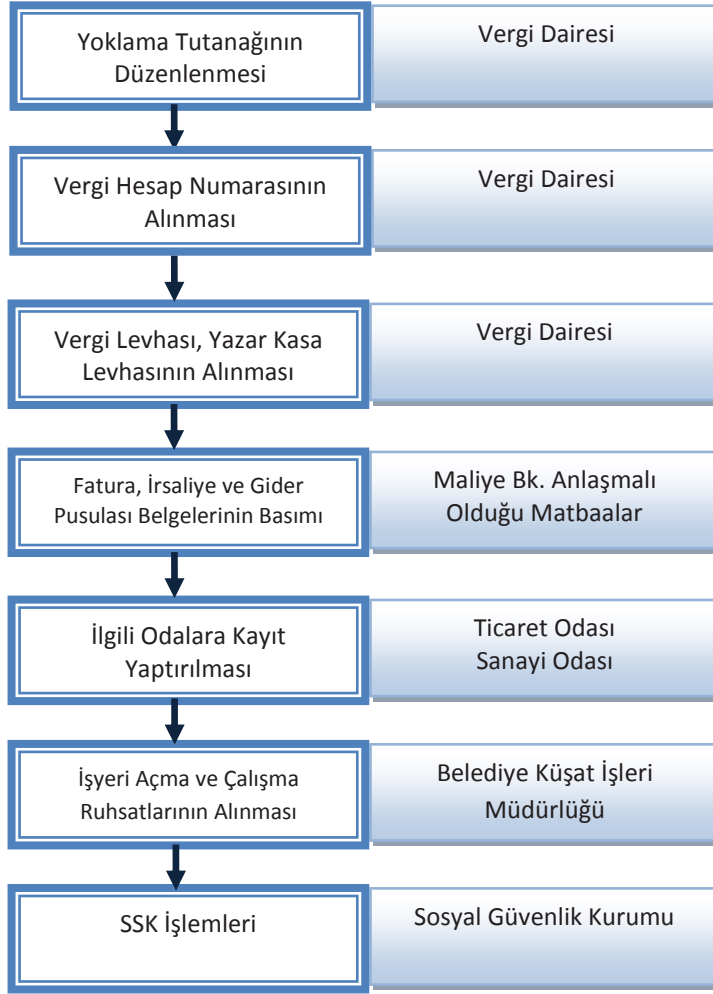 Yoklama Tutanağının
Düzenlenmesi
Vergi Dairesi
Vergi Hesap Numarasının
Alınması
Vergi Dairesi
Vergi Levhası, Yazar Kasa
Levhasının Alınması
Vergi Dairesi
Fatura, İrsaliye ve Gider
Pusulası Belgelerinin Basımı
Maliye Bk. Anlaşmalı
Olduğu Matbaalar
İlgili Odalara Kayıt
Yaptırılması
Ticaret Odası
Sanayi Odası
İşyeri Açma ve Çalışma
Ruhsatlarının Alınması
Belediye Küşat İşleri
Müdürlüğü
SSK İşlemleri
Sosyal Güvenlik Kurumu